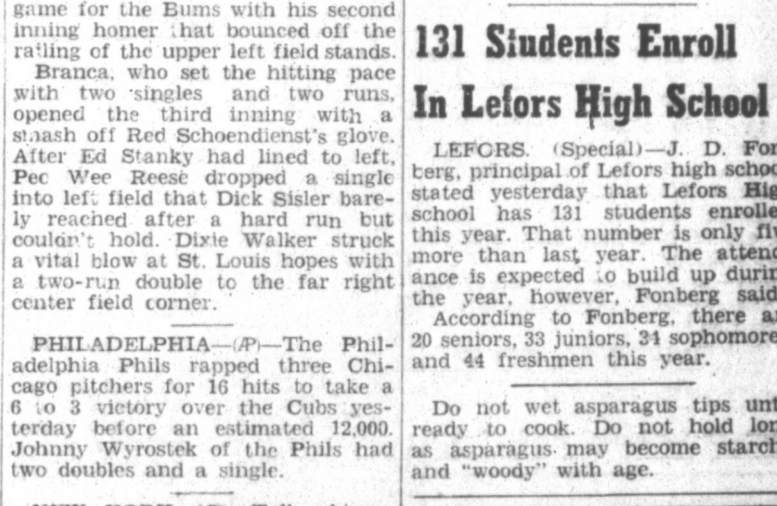 game for the Bums with his second
inning homer that bounced off the
railing of the upper left field stands.
Branca, who set the hitting pace
with two singles and two runs,
opened the third inning with a
smash off Red Schoendienst's glove.
After Ed Stanky had lined to left,
Pee Wee Reese dropped a single
into left field that Dick Sisler bare-
ly reached after a hard run but
couldn't hold. Dixie Walker struck
a vital blow at St. Louis hopes with
a two-run double to the far right
center field corner.
PHILADELPHIA—(AP)—The Phil-
adelphia Phils rapped three Chi-
cago pitchers for 16 hits to take a
6 to 3 victory over the Cubs yes-
terday before an estimated 12,000.
Johnny Wyrostek of the Phils had
two doubles and a single.
131 Students Enroll
In Lefors High School
LEFORS. (Special)—J. D. Fon
berg, principal of Lefors high schoo
stated yesterday that Lefors Hig
school has 131 students enrolle
this year. That number is only fiv
more than last year. The attend
ance is expected to build up durin
the year, however, Fonberg said
According to Fonberg, there a
20 seniors, 33 juniors, 34 sophomore
and 44 freshmen this year.
Do not wet asparagus tips unt
ready to cook. Do not hold lon
as asparagus may become starch
and "woody" with age.